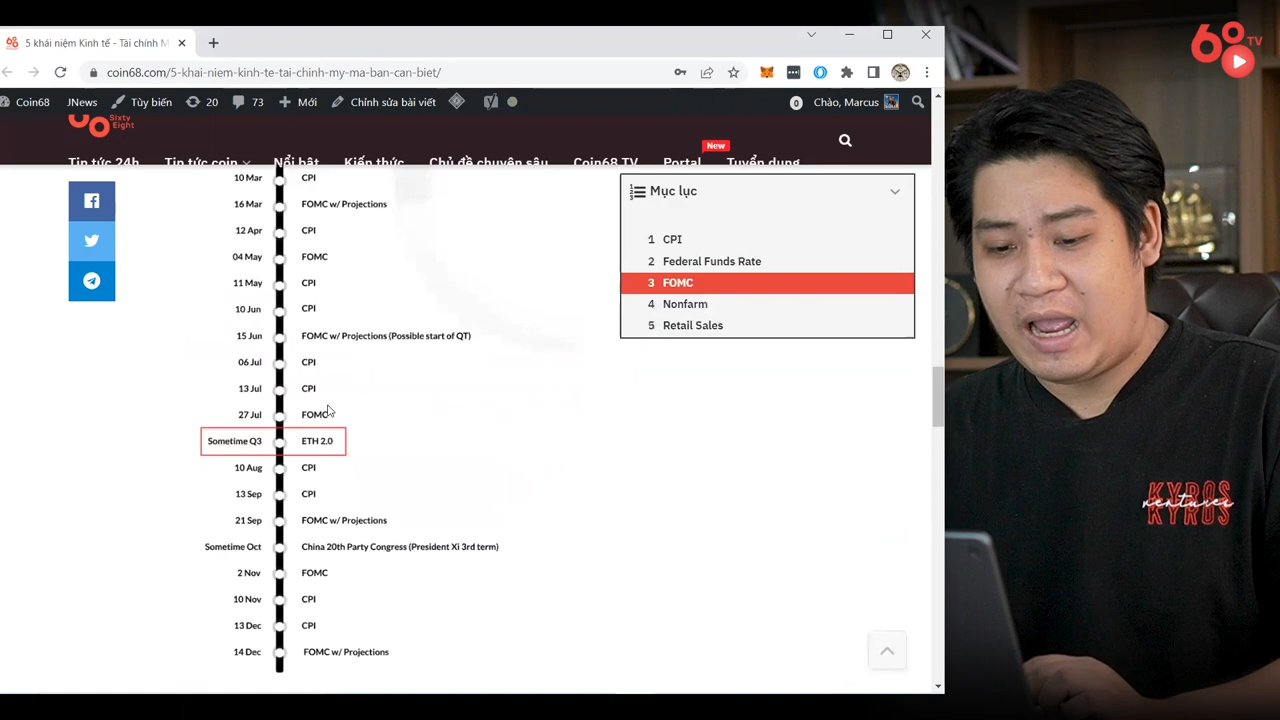 5 khái niệm Kinh tế - Tài chính M
coin68.com/5-khai-niem-kinh-te-tai-chinh-my-ma-ban-can-biet/
Coin68 JNews Tùy biến 20 73 Mới Chỉnh sửa bài viết 0 Chào, Marcus
Sixty
Eight
New
Tin tức 24h Tin tức coin Nổi bật Kiến thức Chủ đề chuyên sâu Coin68 TV Portal Tuyển dụng
10 Mar CPI
16 Mar FOMC w/ Projections
12 Apr CPI
04 May FOMC
11 May CPI
10 Jun CPI
15 Jun FOMC w/ Projections (Possible start of QT)
06 Jul CPI
13 Jul CPI
27 Jul FOMC
Sometime Q3 ETH 2.0
10 Aug CPI
13 Sep CPI
21 Sep FOMC w/ Projections
Sometime Oct China 20th Party Congress (President Xi 3rd term)
2 Nov FOMC
10 Nov CPI
13 Dec CPI
14 Dec FOMC w/ Projections
Mục lục
1 CPI
2 Federal Funds Rate
3 FOMC
4 Nonfarm
5 Retail Sales
68 TV
KYROS
ventures
KYROS